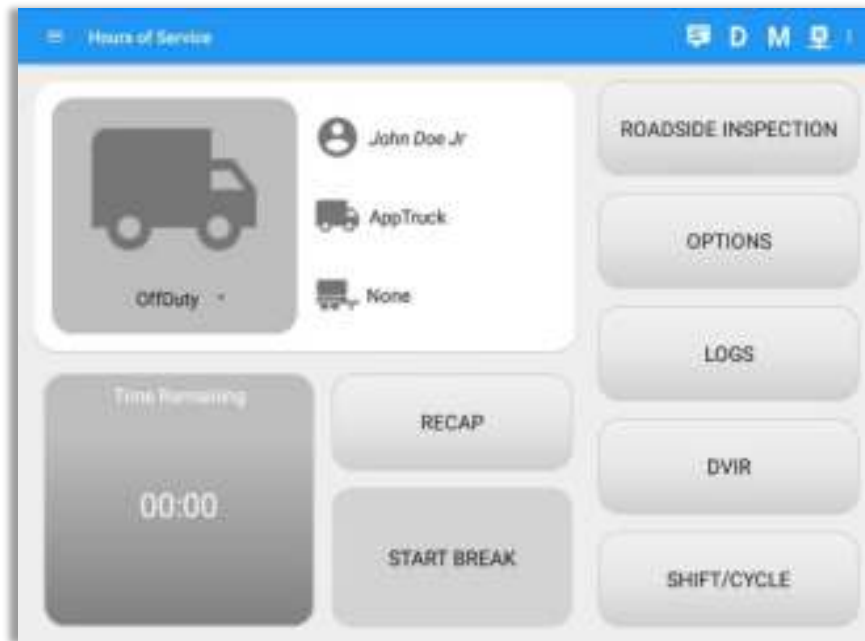 Hours of Service
D M
John Doe Jr
AppTruck
None
OffDuty
Time Remaining
00:00
RECAP
START BREAK
ROADSIDE INSPECTION
OPTIONS
LOGS
DVIR
SHIFT/CYCLE